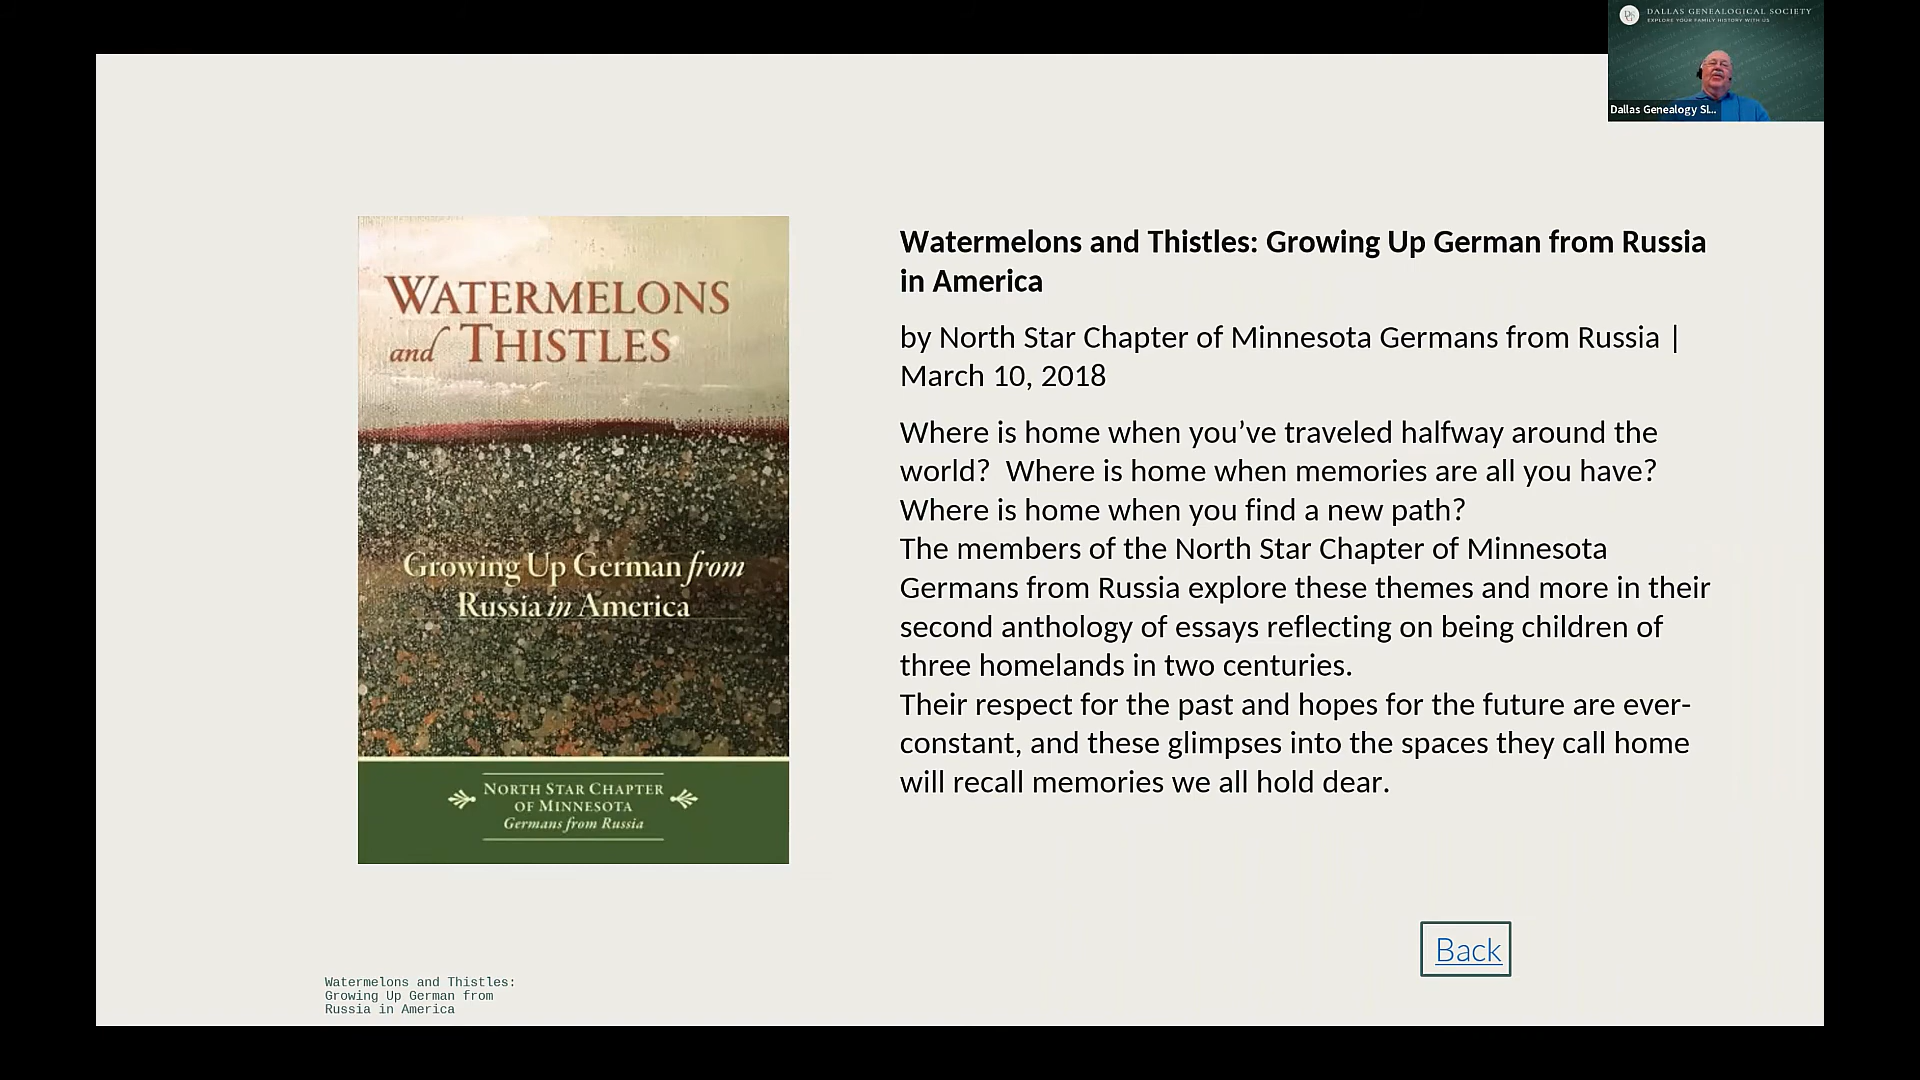 DALLAS GENEALOGICAL SOCIETY
EXPLORE YOUR FAMILY HISTORY WITH US
Dallas Genealogy SI...
WATERMELONS
and THISTLES
Growing Up German from
Russia in America
NORTH STAR CHAPTER
OF MINNESOTA
Germans from Russia
Watermelons and Thistles: Growing Up German from Russia
in America
by North Star Chapter of Minnesota Germans from Russia |
March 10, 2018
Where is home when you’ve traveled halfway around the
world?  Where is home when memories are all you have?
Where is home when you find a new path?
The members of the North Star Chapter of Minnesota
Germans from Russia explore these themes and more in their
second anthology of essays reflecting on being children of
three homelands in two centuries.
Their respect for the past and hopes for the future are ever-
constant, and these glimpses into the spaces they call home
will recall memories we all hold dear.
Back
Watermelons and Thistles:
Growing Up German from
Russia in America